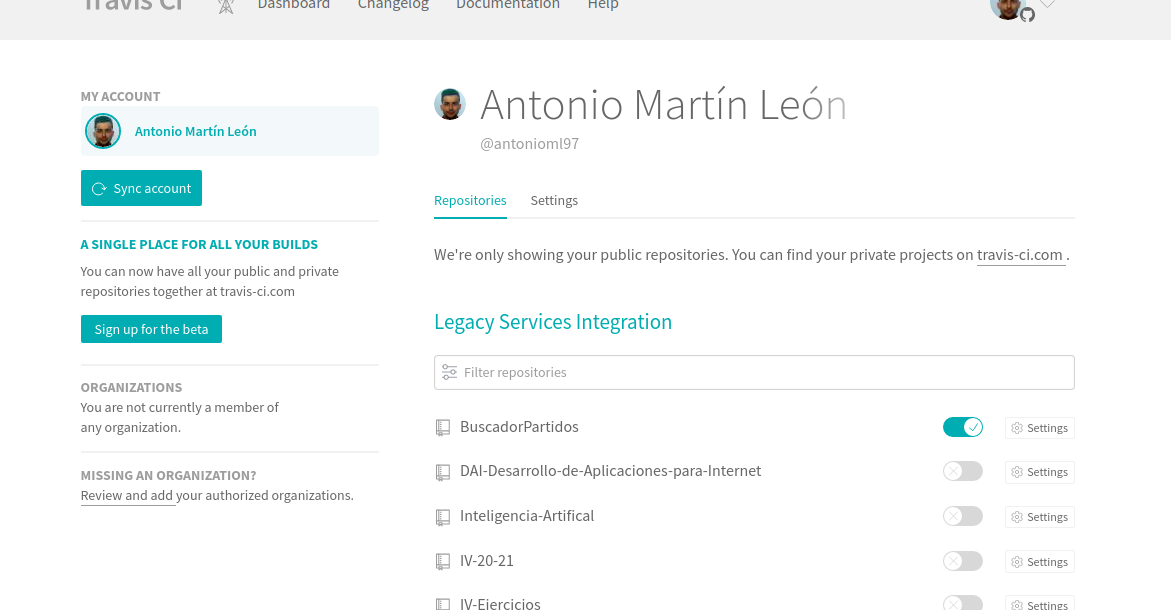 Travis CI
Dashboard
Changelog
Documentation
Help
MY ACCOUNT
Antonio Martín León
Sync account
A SINGLE PLACE FOR ALL YOUR BUILDS
You can now have all your public and private
repositories together at travis-ci.com
Sign up for the beta
ORGANIZATIONS
You are not currently a member of
any organization.
MISSING AN ORGANIZATION?
Review and add your authorized organizations.
Antonio Martín León
@antonioml97
Repositories
Settings
We're only showing your public repositories. You can find your private projects on travis-ci.com .
Legacy Services Integration
Filter repositories
BuscadorPartidos
Settings
DAI-Desarrollo-de-Aplicaciones-para-Internet
Settings
Inteligencia-Artifical
Settings
IV-20-21
Settings
IV-Ejercicios
Settings